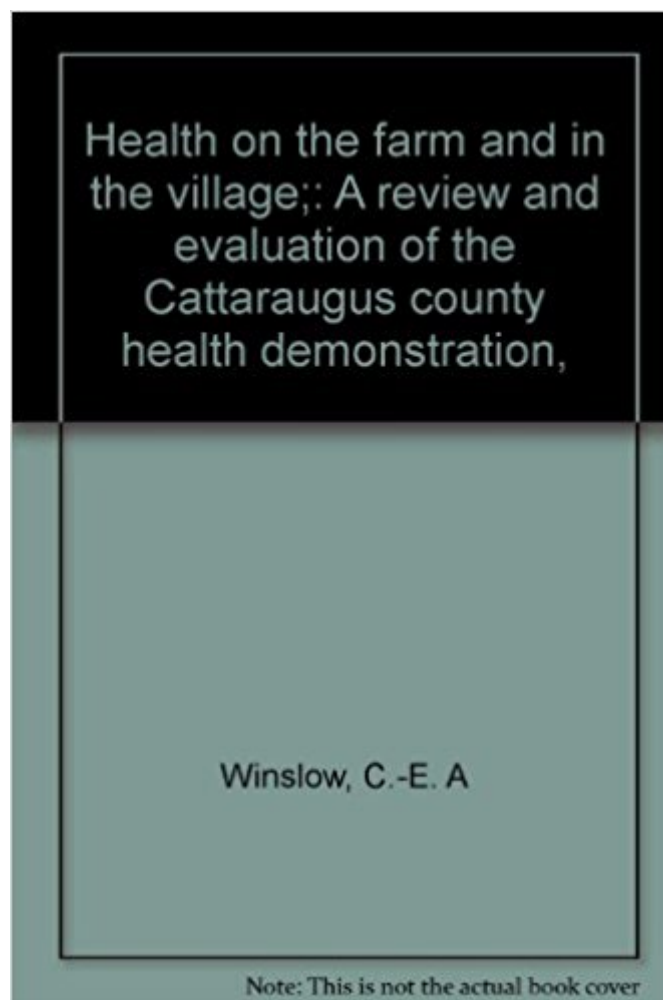 Health on the farm and in
the village;: A review and
evaluation of the
Cattaraugus county
health demonstration,
Winslow, C.-E. A
Note: This is not the actual book cover